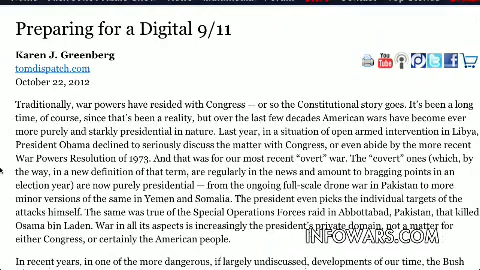 Preparing for a Digital 9/11
Karen J. Greenberg
tomdispatch.com
October 22, 2012
You
Tube
Traditionally, war powers have resided with Congress — or so the Constitutional story goes. It's been a long
time, of course, since that's been a reality, but over the last few decades American wars have become ever
more purely and starkly presidential in nature. Last year, in a situation of open armed intervention in Libya,
President Obama declined to seriously discuss the matter with Congress, or even abide by the more recent
War Powers Resolution of 1973. And that was for our most recent "overt" war. The "covert" ones (which, by
the way, in a new definition of that term, are regularly in the news and amount to bragging points in an
election year) are now purely presidential — from the ongoing full-scale drone war in Pakistan to more
minor versions of the same in Yemen and Somalia. The president even picks the individual targets of the
attacks himself. The same was true of the Special Operations Forces raid in Abbottabad, Pakistan, that killed
Osama bin Laden. War in all its aspects is increasingly the president's private domain, not a matter for
either Congress, or certainly the American people.
INFOWARS.COM
In recent years, in one of the more dangerous, if largely undiscussed, developments of our time, the Bush